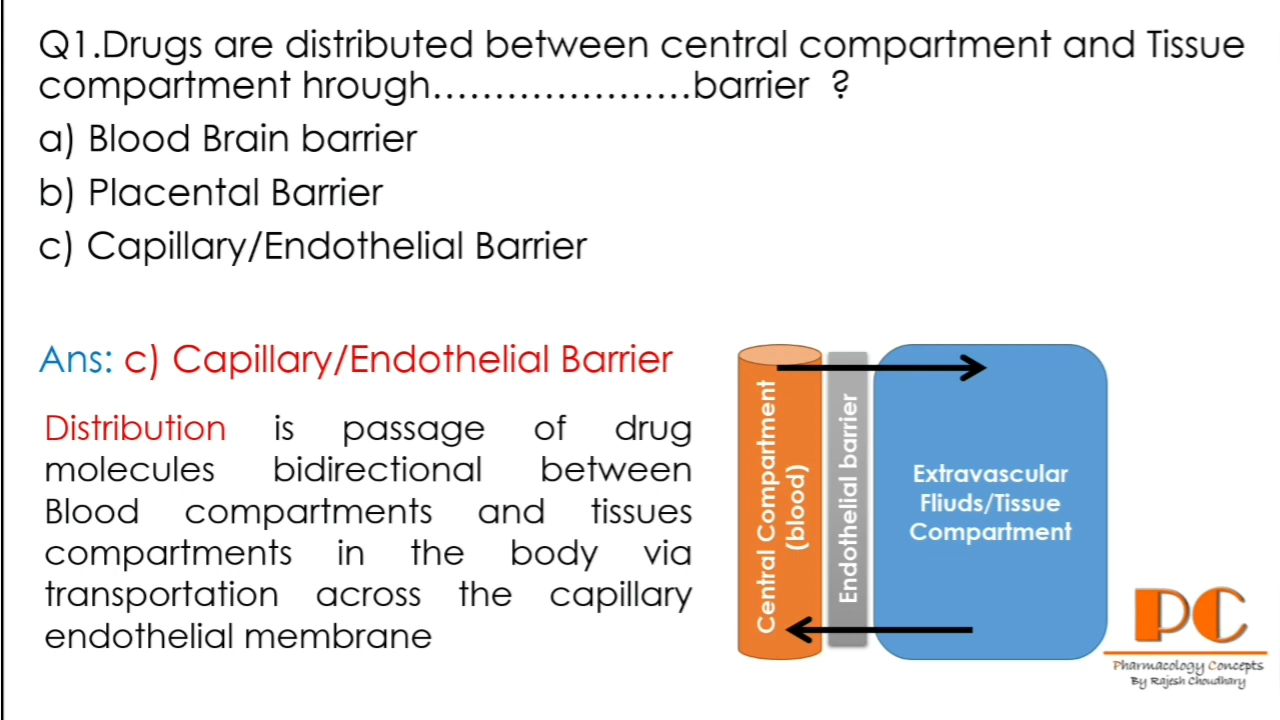 Q1.Drugs are distributed between central compartment and Tissue
compartment hrough.....................barrier ?
a) Blood Brain barrier
b) Placental Barrier
c) Capillary/Endothelial Barrier
Ans: c) Capillary/Endothelial Barrier
Distribution is passage of drug
molecules bidirectional between
Blood compartments and tissues
compartments in the body via
transportation across the capillary
endothelial membrane
Central Compartment
(blood)
Endothelial barrier
Extravascular
Fliuds/Tissue
Compartment
PC
Pharmacology Concepts
By Rajesh Choudhary